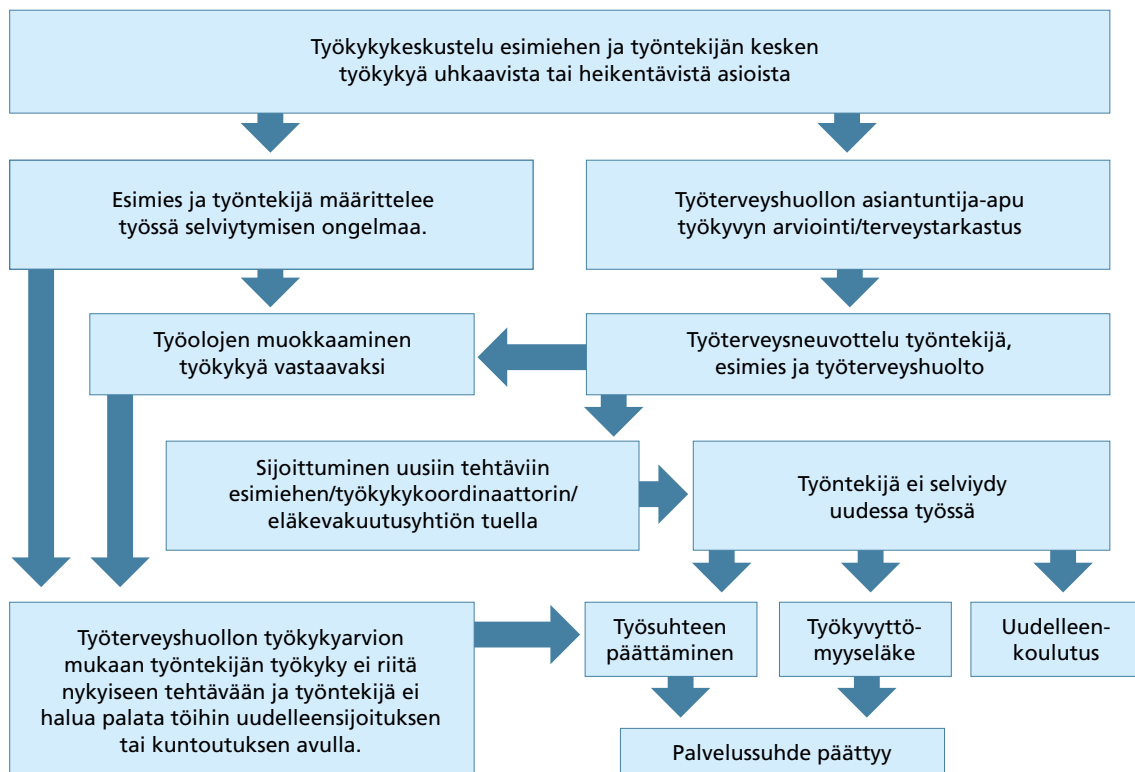 Työkykykeskustelu esimiehen ja työntekijän kesken
työkykyä uhkaavista tai heikentävistä asioista
Esimies ja työntekijä määrittelee
työssä selviytymisen ongelmaa.
Työterveyshuollon asiantuntija-apu
työkyvyn arviointi/terveystarkastus
Työolojen muokkaaminen
työkykyä vastaavaksi
Työterveysneuvottelu työntekijä,
esimies ja työterveyshuolto
Sijoittuminen uusiin tehtäviin
esimiehen/työkykykoordinaattorin/
eläkevakuutusyhtiön tuella
Työntekijä ei selviydy
uudessa työssä
Työterveyshuollon työkykyarvion
mukaan työntekijän työkyky ei riitä
nykyiseen tehtävään ja työntekijä ei
halua palata töihin uudelleensijoituksen
tai kuntoutuksen avulla.
Työsuhteen
päättäminen
Työkyvyttö-
myyseläke
Uudelleen-
koulutus
Palvelussuhde päättyy